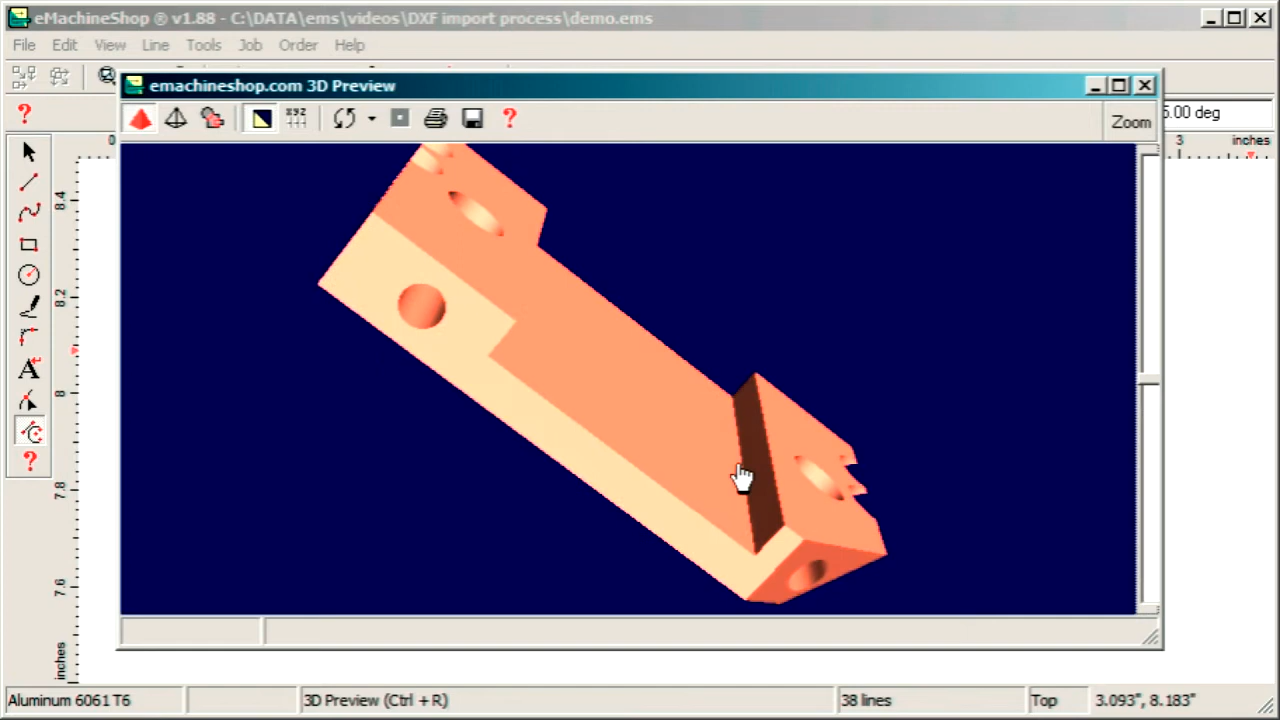 eMachineShop ® v1.88 - C:\DATA\ems\videos\DXF import process\demo.ems
File Edit View Line Tools Job Order Help
emachineshop.com 3D Preview
XYZ
Zoom
5.00 deg
0
3 inches
8.4
8.2
8
7.8
7.6
inches
A
Aluminum 6061 T6
3D Preview (Ctrl + R)
38 lines
Top
3.093", 8.183"